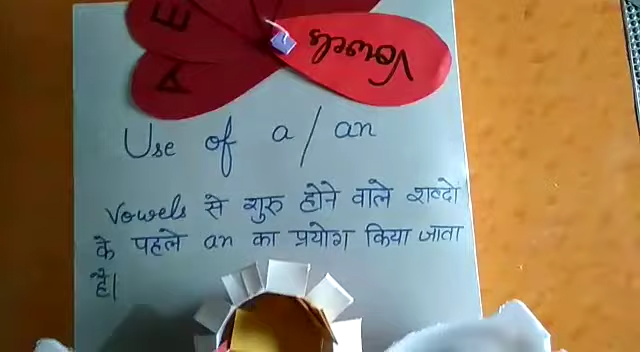 E
A
Vowels
Use of a/an
Vowels से शुरु होने वाले शब्दो
के पहले an का प्रयोग किया जाता
है।